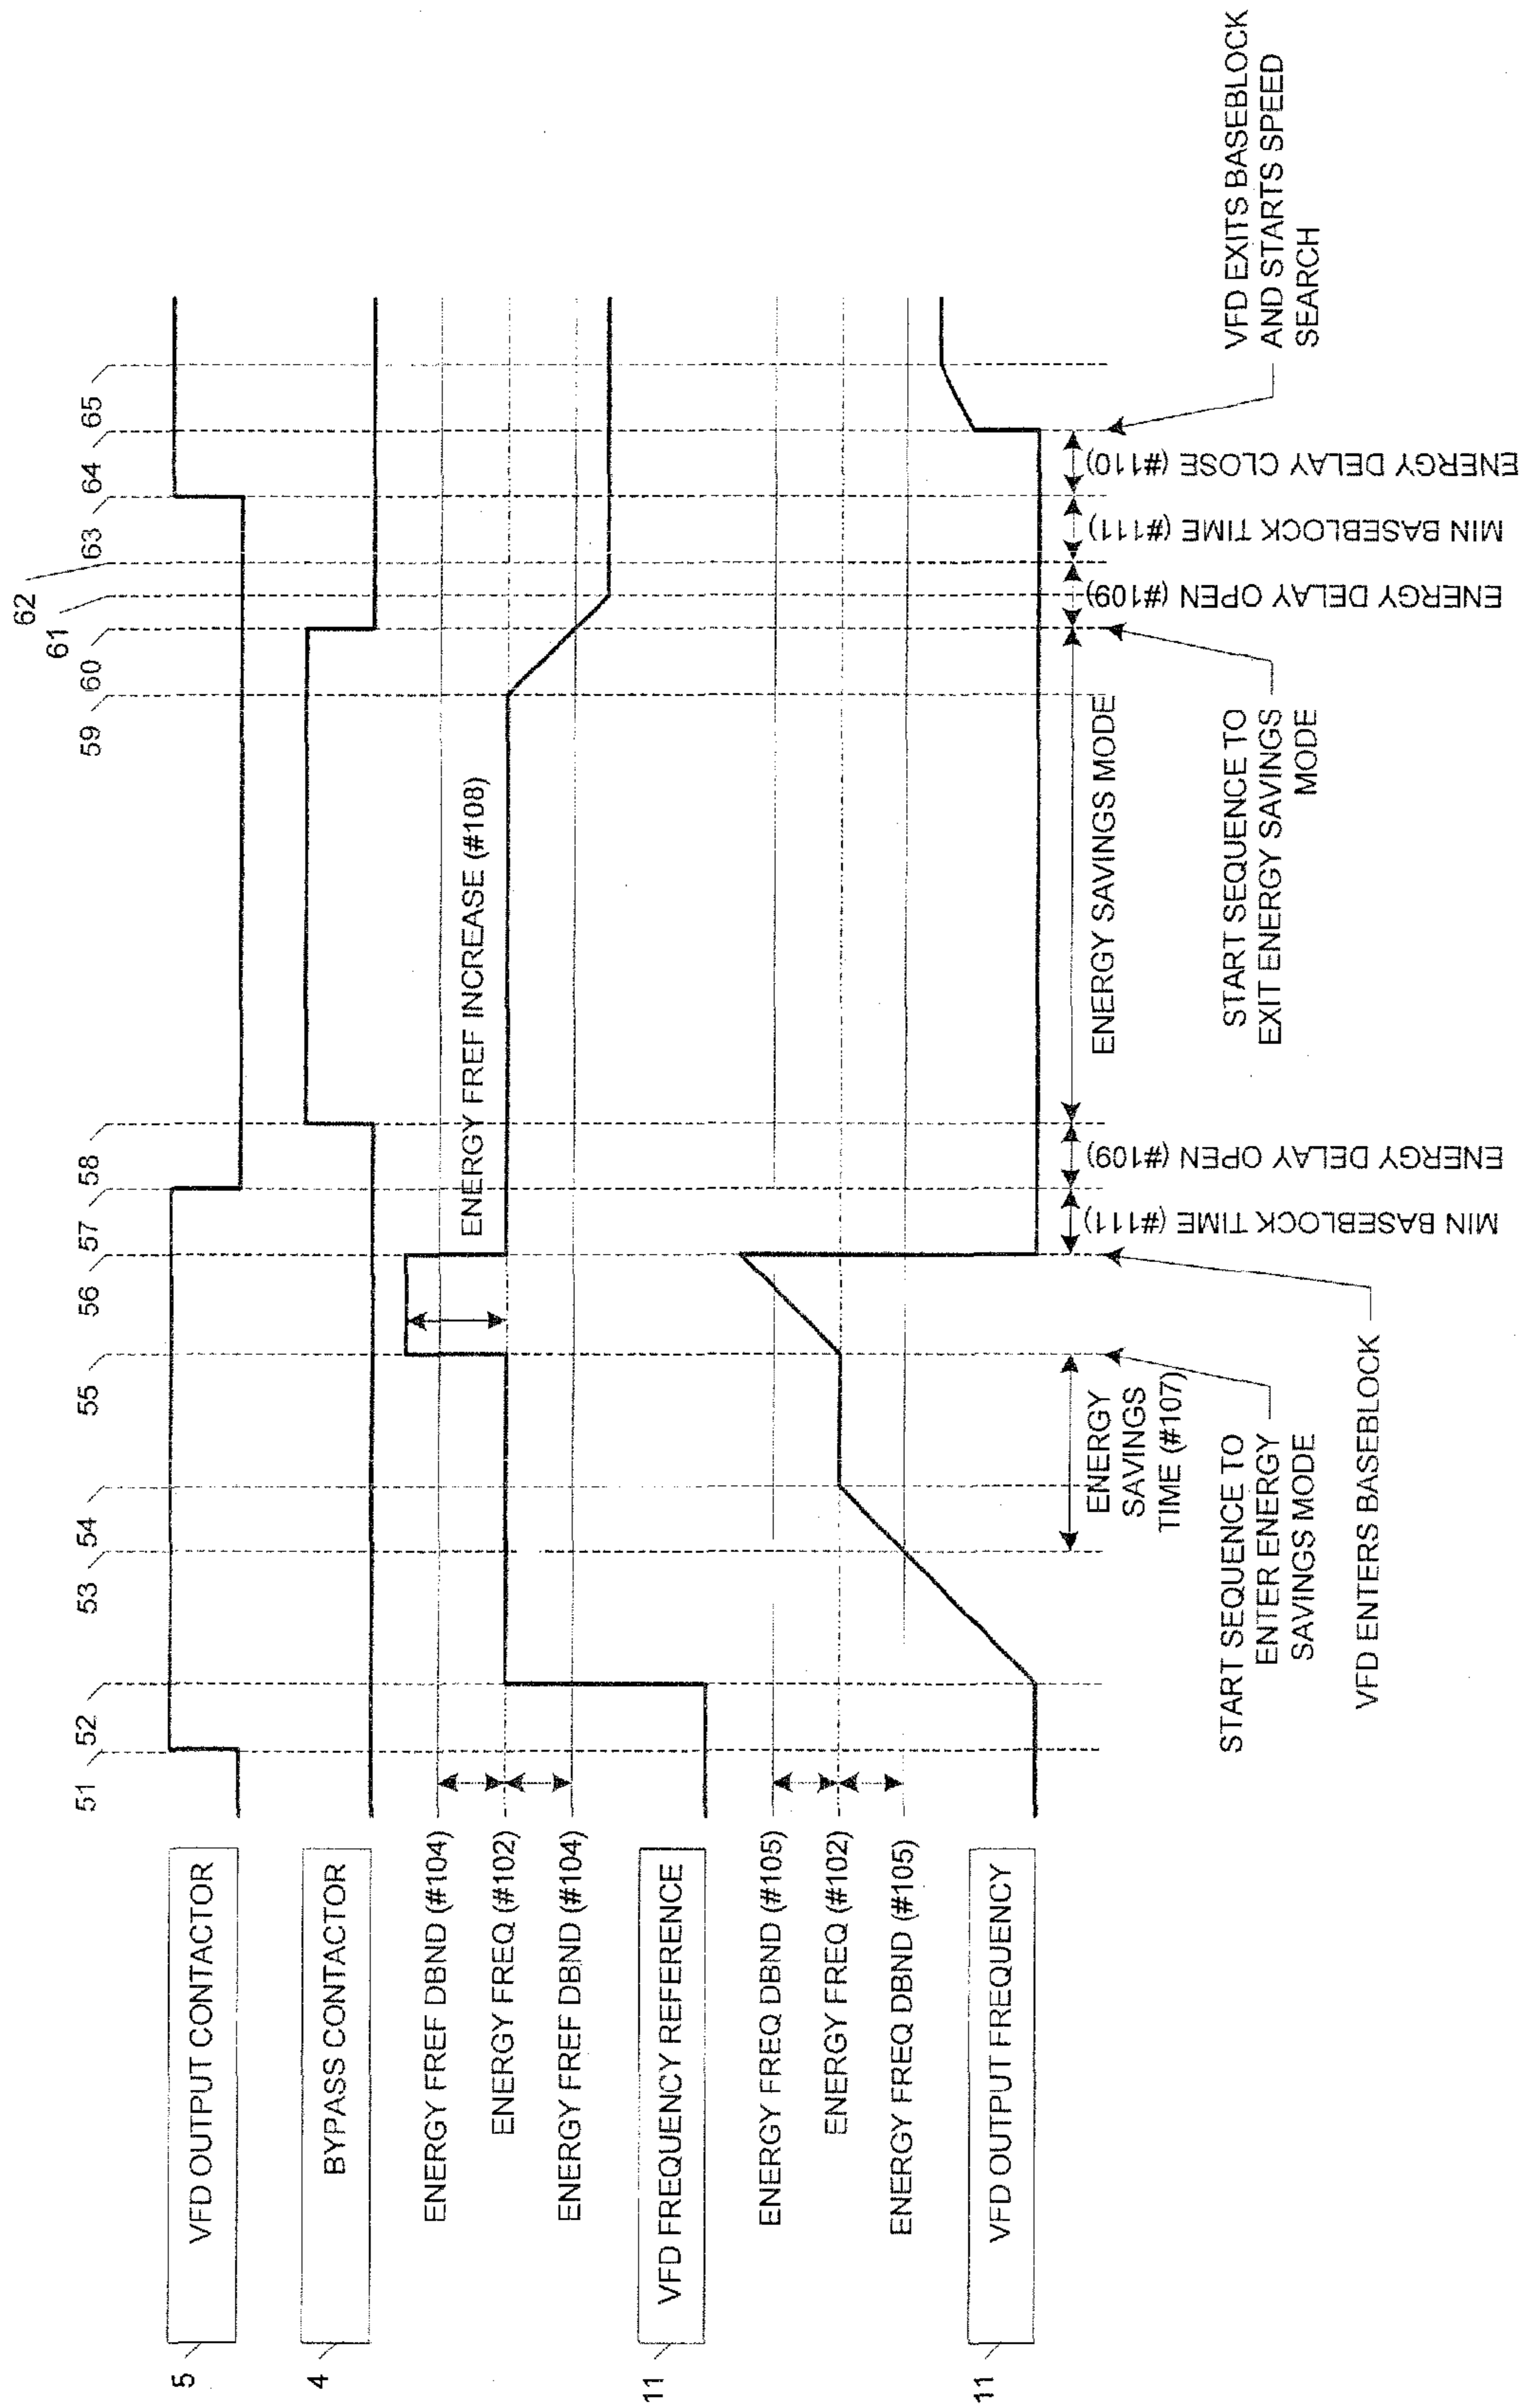 51
52
53
54
55
56
57
58
59
60
61
62
63
64
65
5
VFD OUTPUT CONTACTOR
4
BYPASS CONTACTOR
ENERGY FREF DBND (#104)
ENERGY FREQ (#102)
ENERGY FREF DBND (#104)
ENERGY FREF INCREASE (#108)
11
VFD FREQUENCY REFERENCE
ENERGY FREQ DBND (#105)
ENERGY FREQ (#102)
ENERGY FREQ DBND (#105)
11
VFD OUTPUT FREQUENCY
ENERGY
SAVINGS
TIME (#107)
MIN BASEBLOCK TIME (#111)
ENERGY DELAY OPEN (#109)
ENERGY SAVINGS MODE
ENERGY DELAY OPEN (#109)
MIN BASEBLOCK TIME (#111)
ENERGY DELAY CLOSE (#110)
START SEQUENCE TO
ENTER ENERGY
SAVINGS MODE
VFD ENTERS BASEBLOCK
START SEQUENCE TO
EXIT ENERGY SAVINGS
MODE
VFD EXITS BASEBLOCK
AND STARTS SPEED
SEARCH